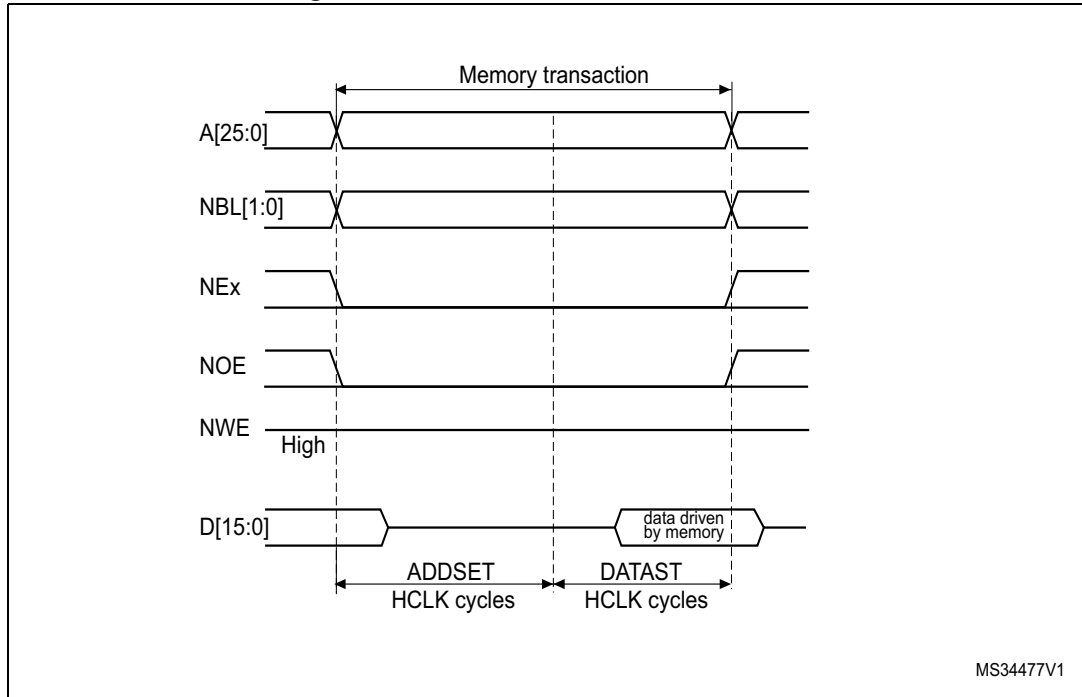 Memory transaction
A[25:0]
NBL[1:0]
NEx
NOE
NWE
High
D[15:0]
data driven
by memory
ADDSET
DATAST
HCLK cycles
HCLK cycles
MS34477V1